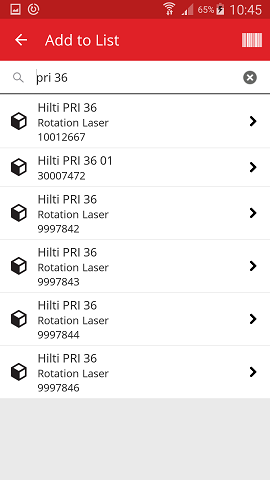 65% 10:45
Add to List
pri 36
Hilti PRI 36
Rotation Laser
10012667
Hilti PRI 36 01
30007472
Hilti PRI 36
Rotation Laser
9997842
Hilti PRI 36
Rotation Laser
9997843
Hilti PRI 36
Rotation Laser
9997844
Hilti PRI 36
Rotation Laser
9997846